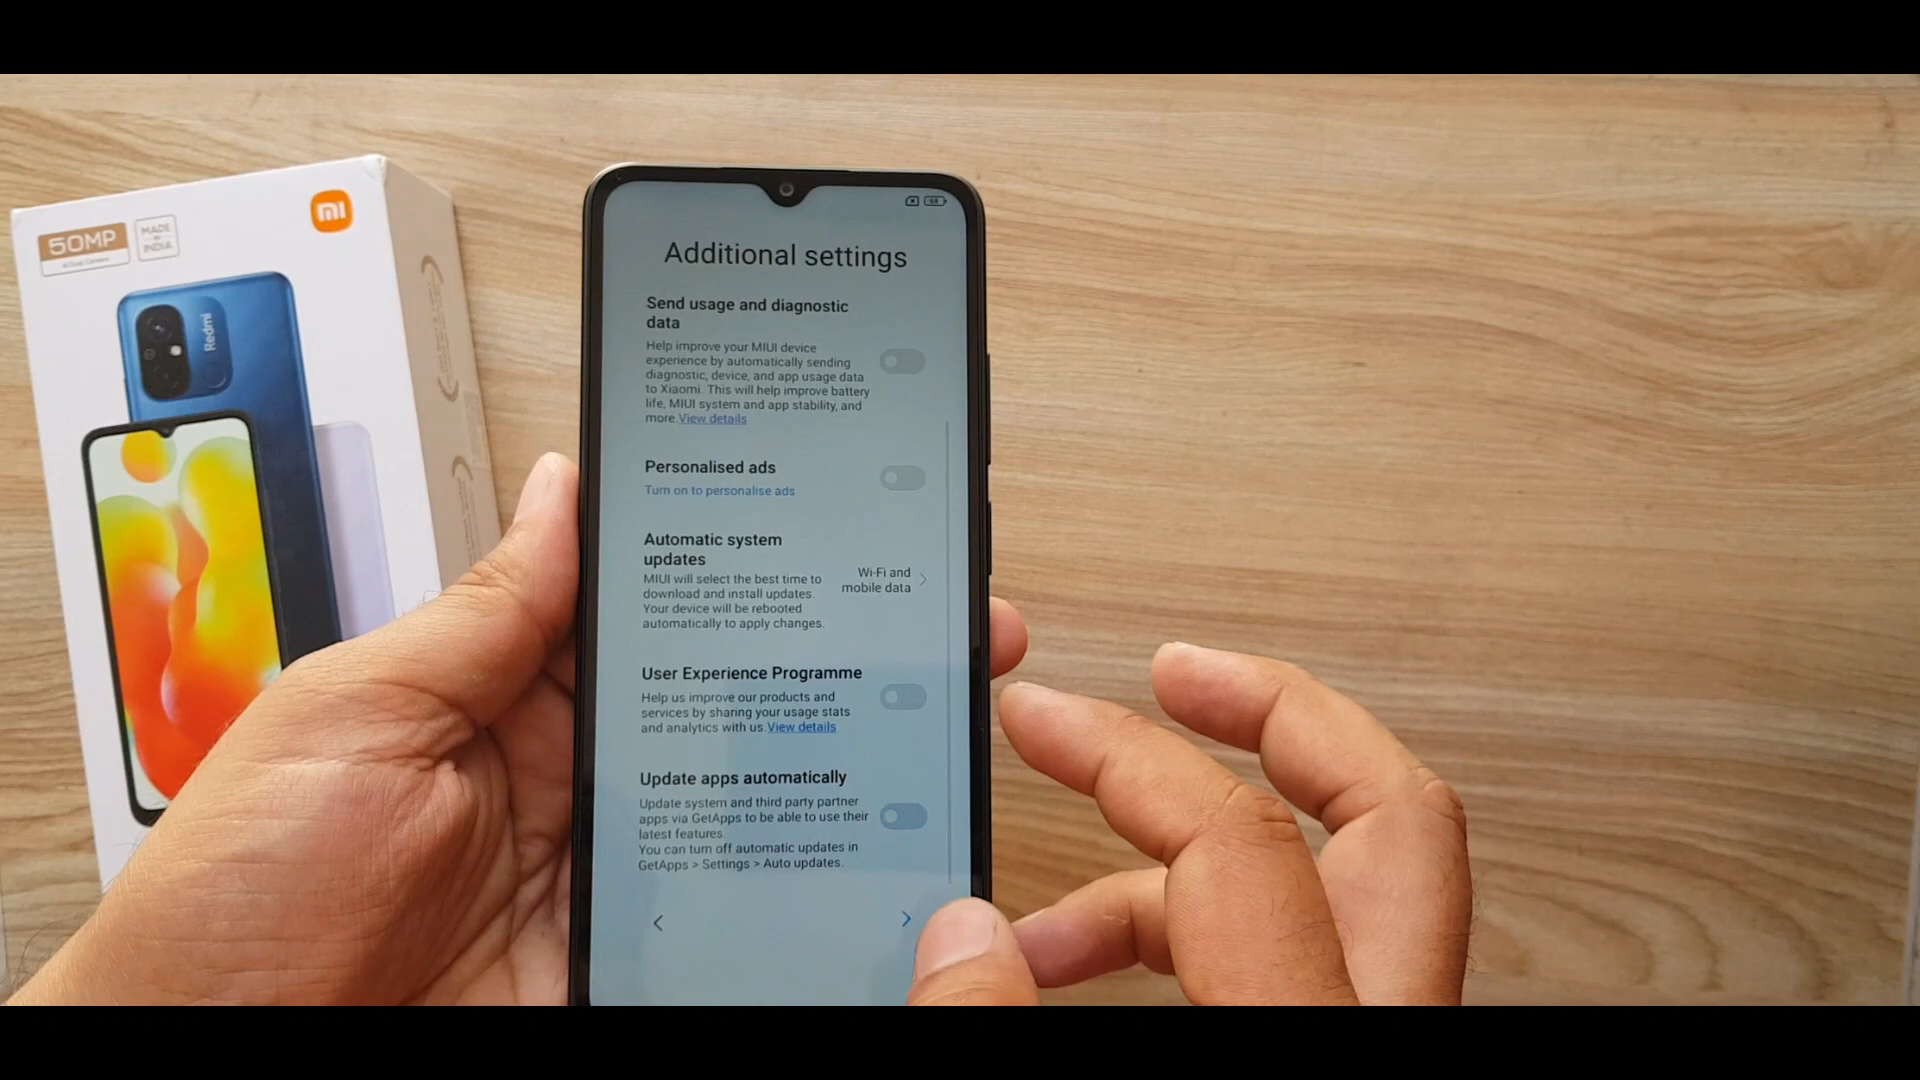 50MP
AI Dual Camera
MADE
IN
INDIA
mi
Redmi
68
Additional settings
Send usage and diagnostic
data
Help improve your MIUI device
experience by automatically sending
diagnostic, device, and app usage data
to Xiaomi. This will help improve battery
life, MIUI system and app stability, and
more.View details
Personalised ads
Turn on to personalise ads
Automatic system
updates
MIUI will select the best time to
download and install updates.
Your device will be rebooted
automatically to apply changes.
Wi-Fi and
mobile data
User Experience Programme
Help us improve our products and
services by sharing your usage stats
and analytics with us.View details
Update apps automatically
Update system and third party partner
apps via GetApps to be able to use their
latest features.
You can turn off automatic updates in
GetApps > Settings > Auto updates.